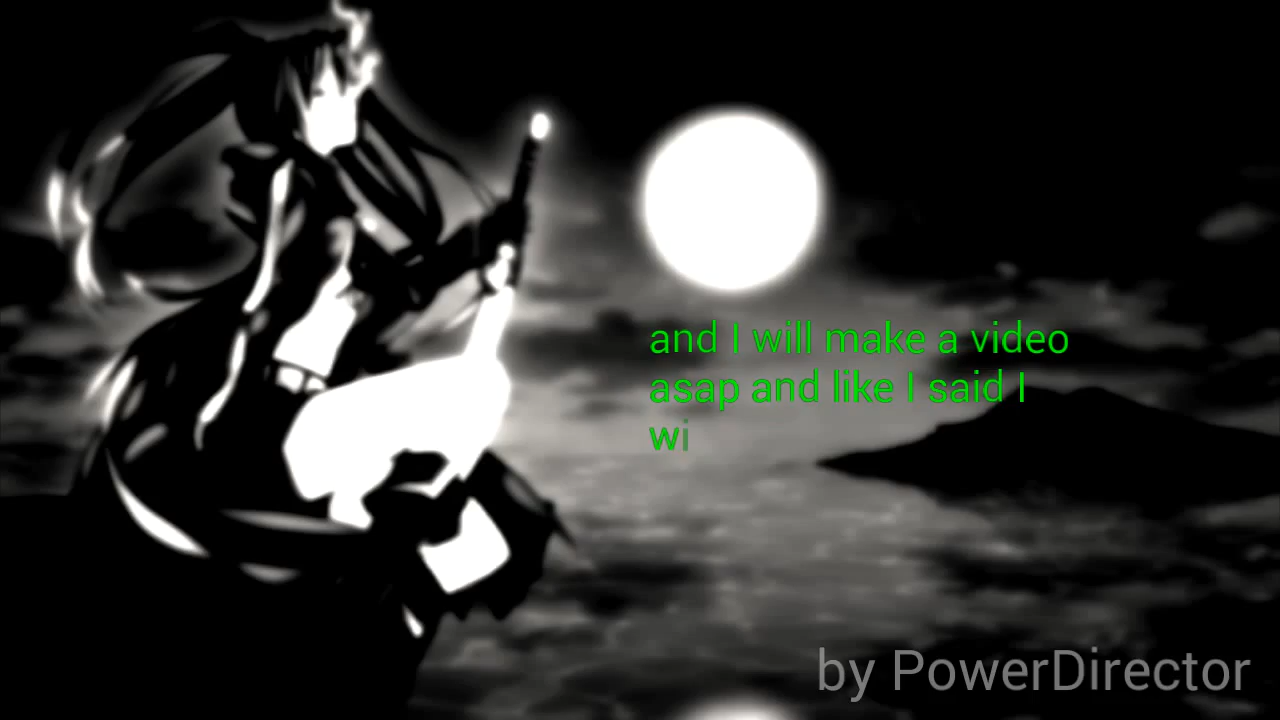 and I will make a video
asap and like I said I
wi
by PowerDirector